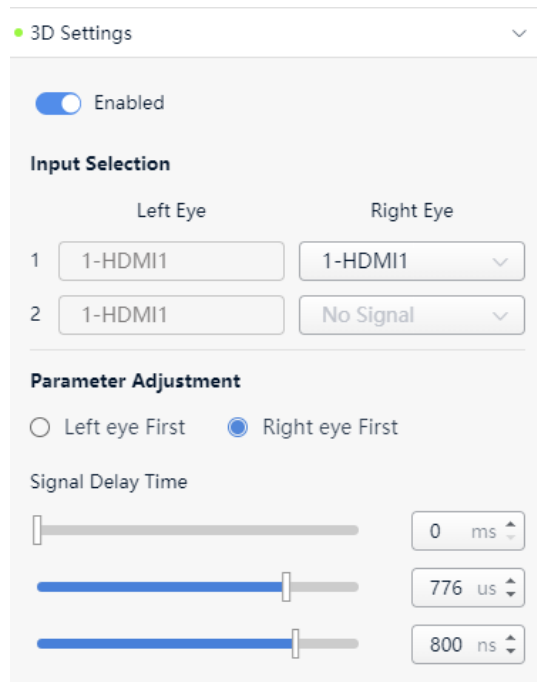 3D Settings
Enabled
Input Selection
Left Eye Right Eye
1 1-HDMI1 1-HDMI1
2 1-HDMI1 No Signal
Parameter Adjustment
Left eye First Right eye First
Signal Delay Time
0 ms
776 us
800 ns